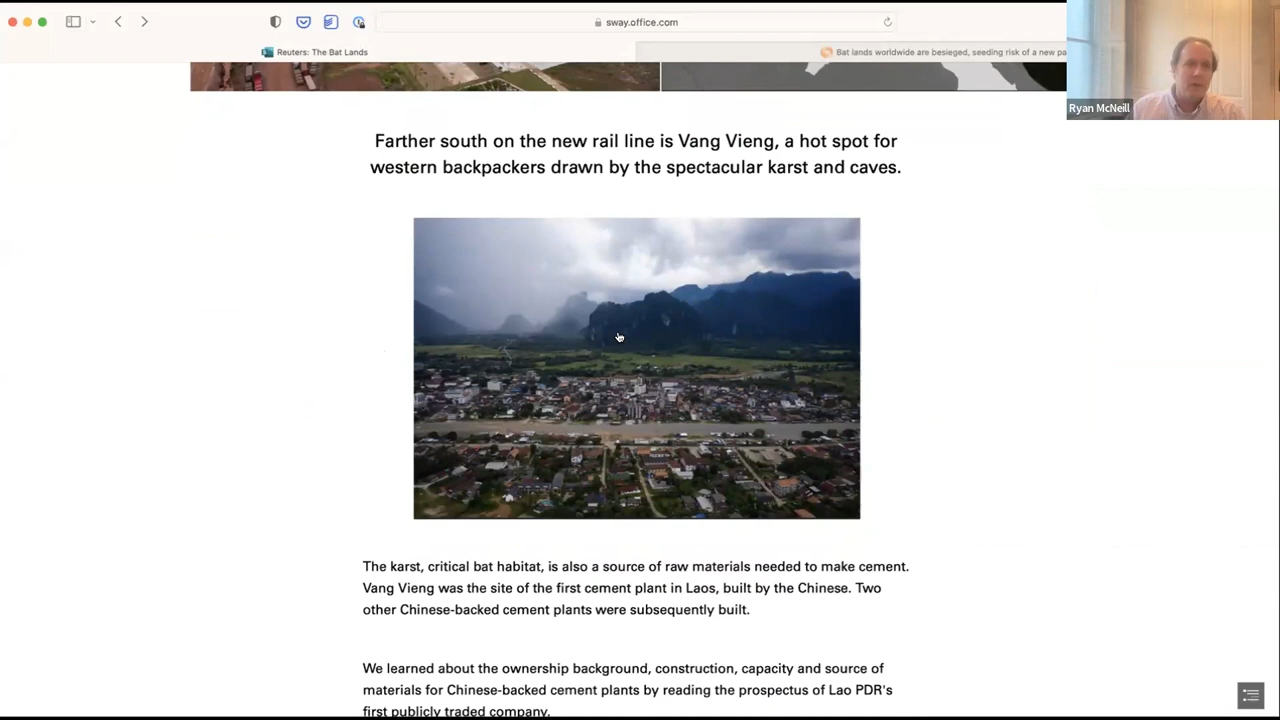 sway.office.com
Reuters: The Bat Lands
Bat lands worldwide are besieged, seeding risk of a new pa
Ryan McNeill
Farther south on the new rail line is Vang Vieng, a hot spot for
western backpackers drawn by the spectacular karst and caves.
The karst, critical bat habitat, is also a source of raw materials needed to make cement.
Vang Vieng was the site of the first cement plant in Laos, built by the Chinese. Two
other Chinese-backed cement plants were subsequently built.
We learned about the ownership background, construction, capacity and source of
materials for Chinese-backed cement plants by reading the prospectus of Lao PDR's
first publicly traded company.